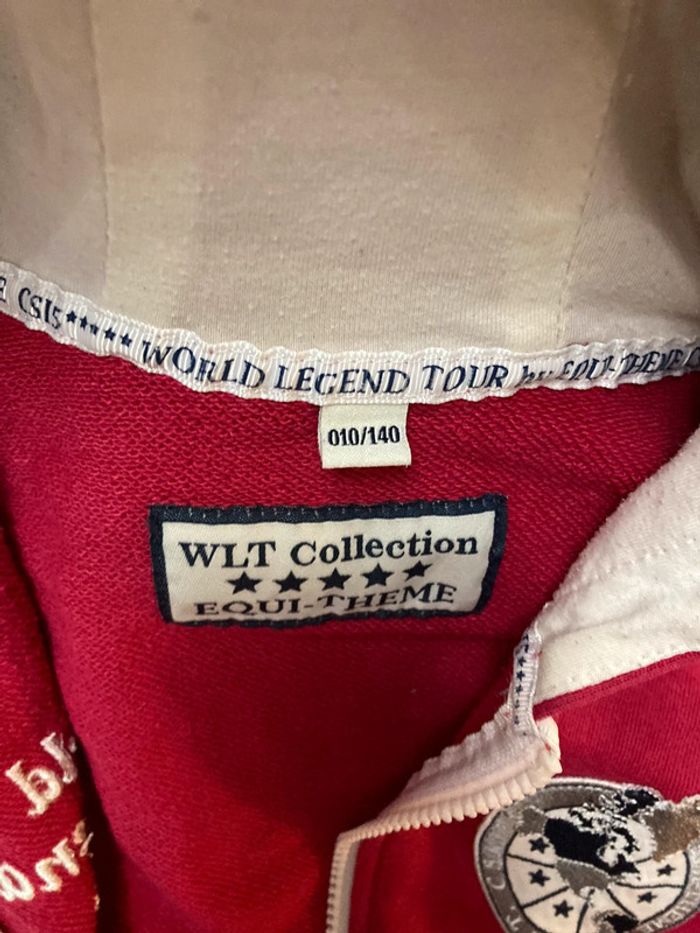 CSI5***** WORLD LEGEND TOUR by EQUI-THEME
010/140
WLT Collection
★★★★★
EQUI-THEME